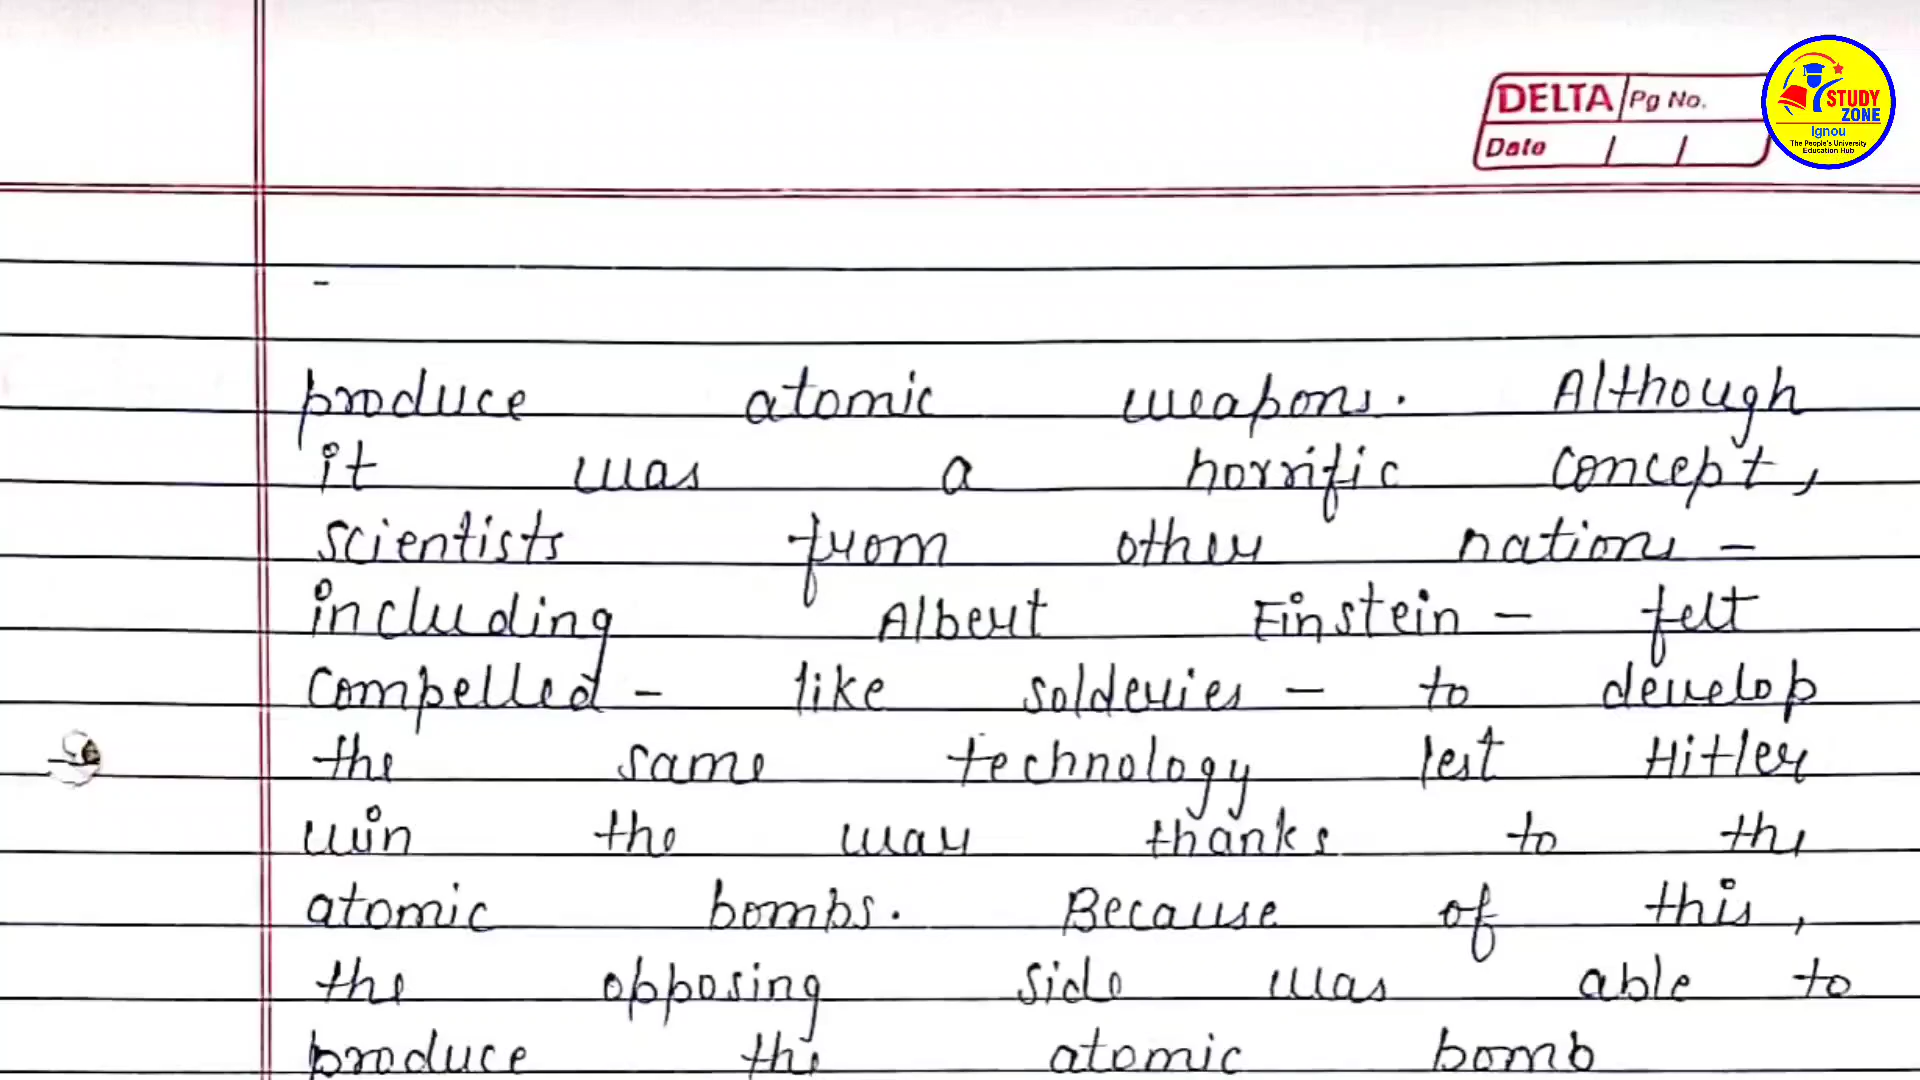 DELTA Pg No.
Date / /
STUDY
ZONE
Ignou
The People's University
Education Hub
produce atomic weapons. Although
it was a horrific concept,
scientists from other nations -
including Albert Einstein - felt
compelled - like solderies - to develop
the same technology lest Hitler
win the war thanks to the
atomic bombs. Because of this,
the opposing side was able to
produce the atomic bomb